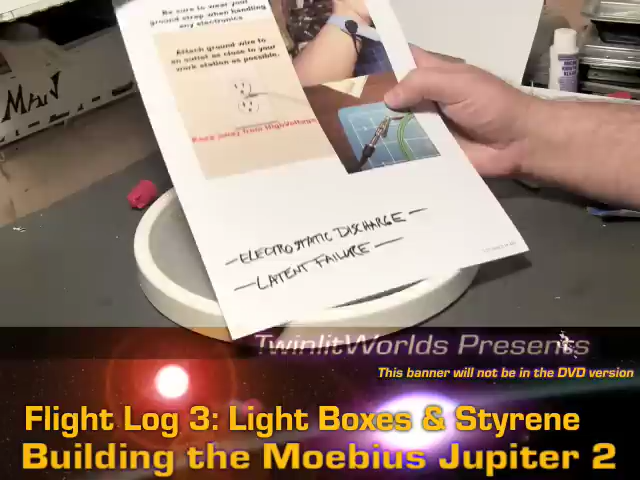 Be sure to wear your
ground strap when handling
any electronics
Attach ground wire to
an outlet as close to your
work station as possible.
Keep away from HighVoltage
MAN
- ELECTROSTATIC DISCHARGE -
- LATENT FAILURE -
TwinlitWorlds Presents
This banner will not be in the DVD version
Flight Log 3: Light Boxes & Styrene
Building the Moebius Jupiter 2